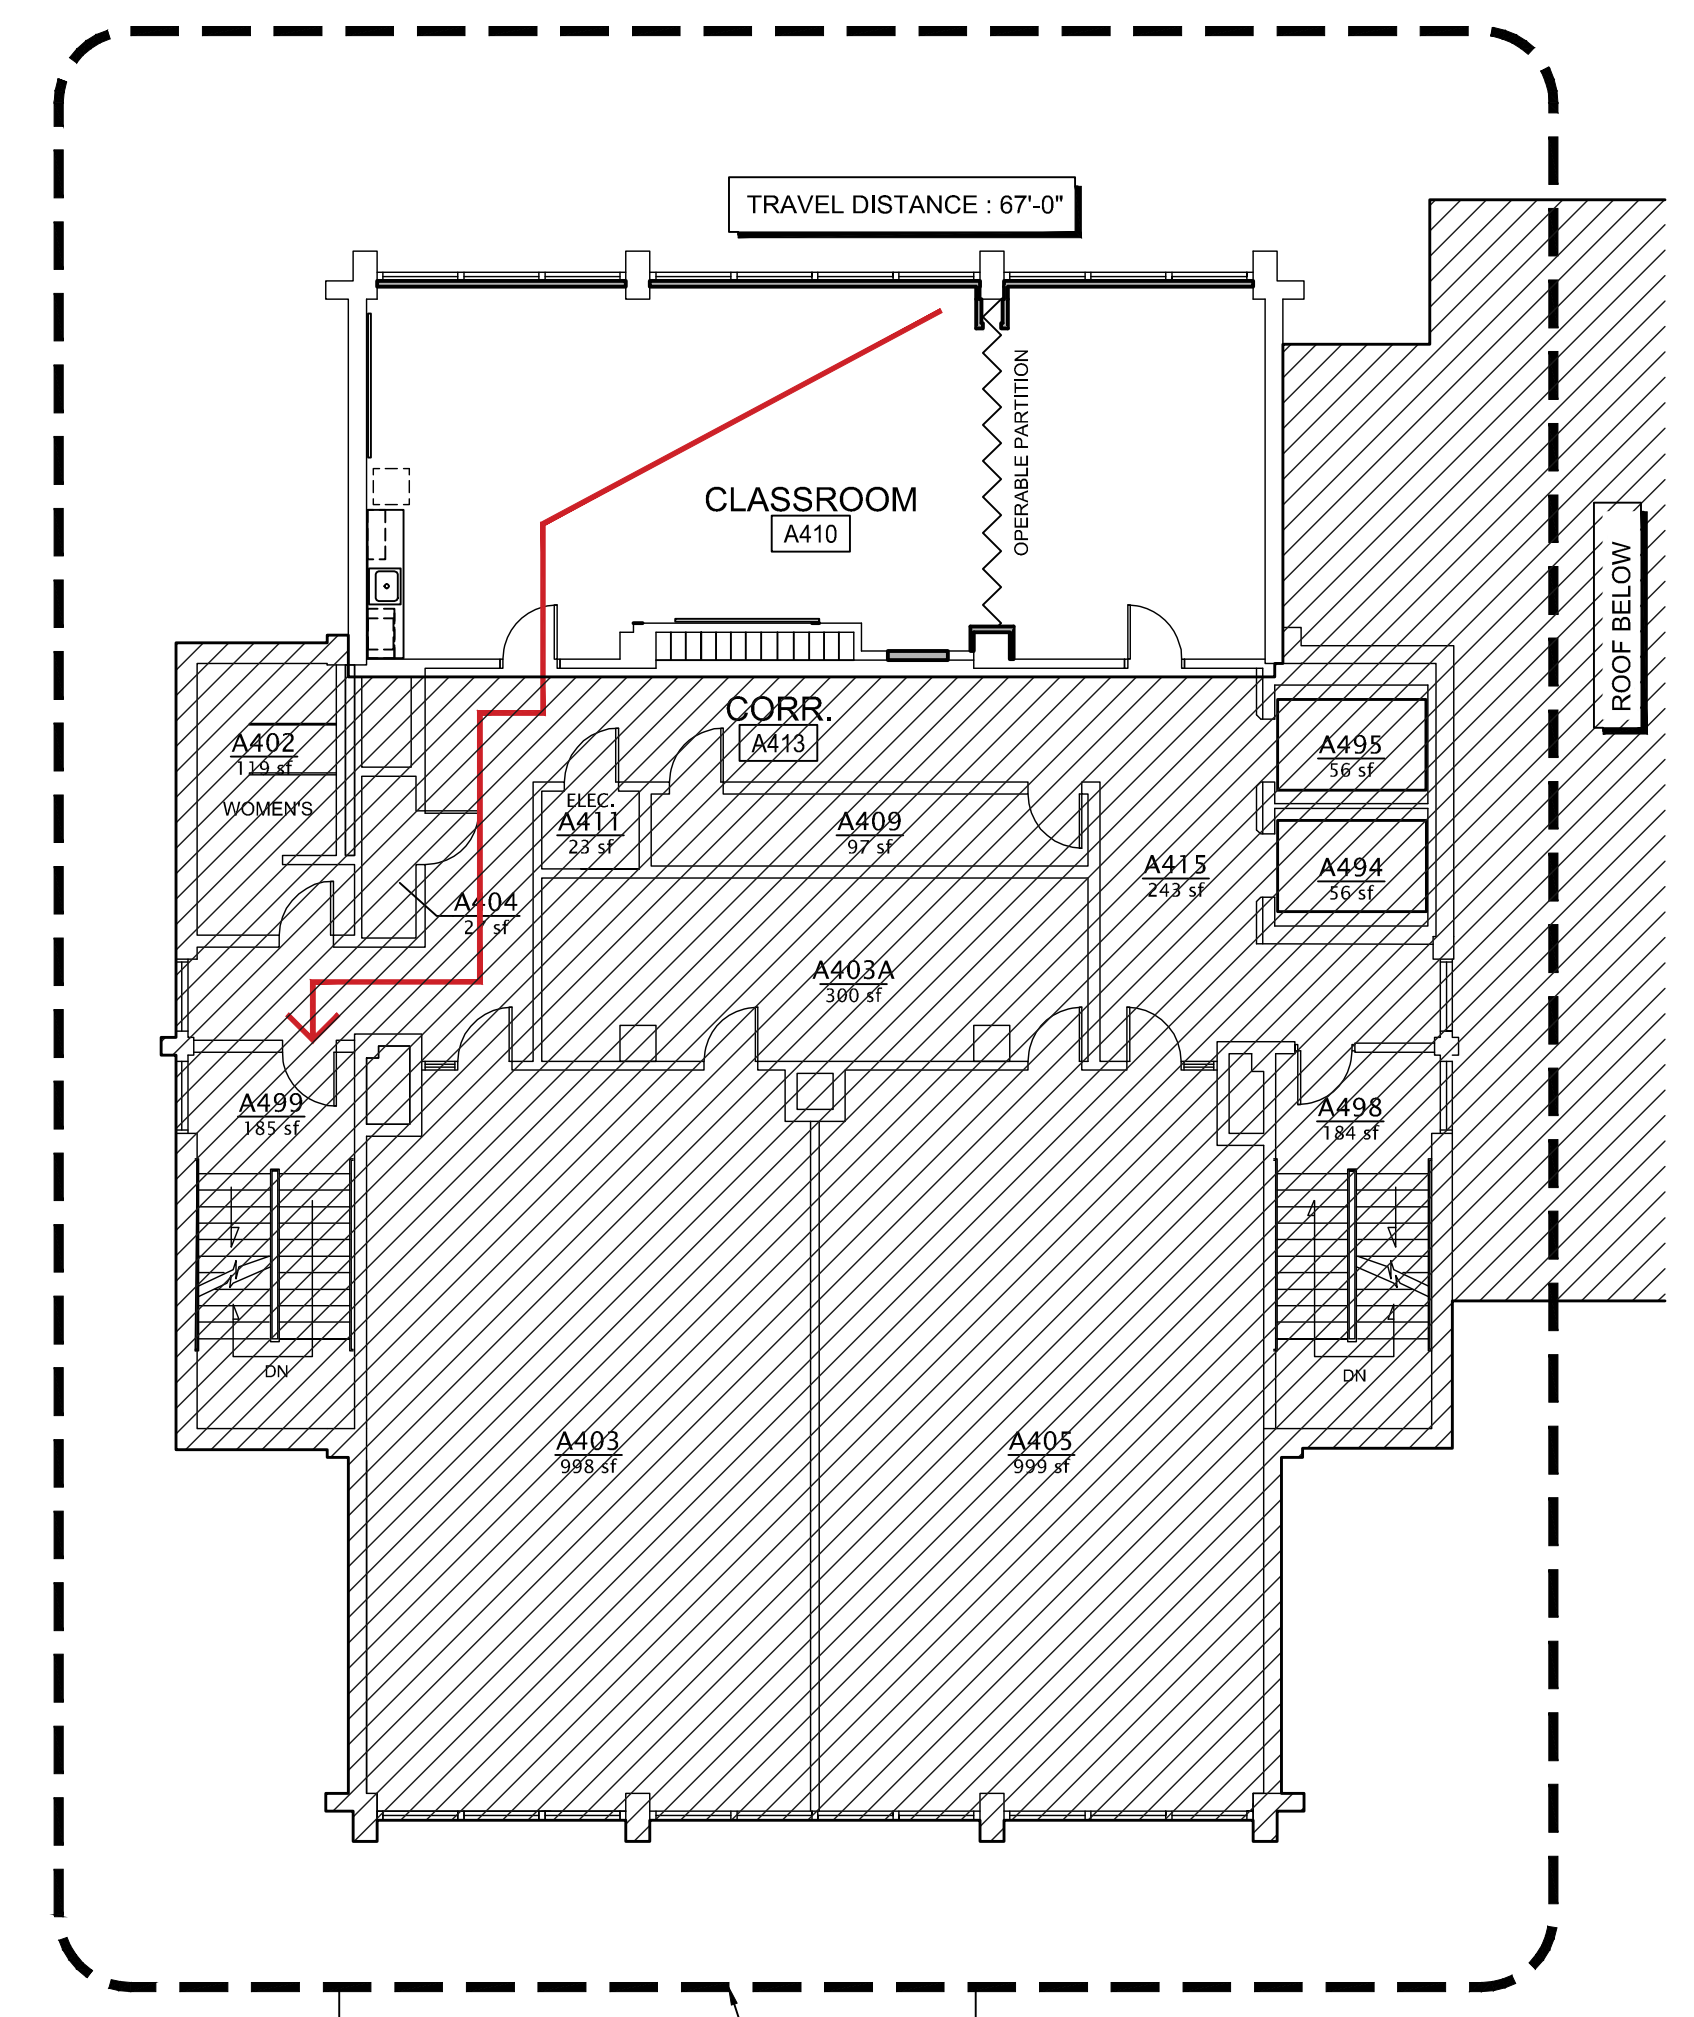 TRAVEL DISTANCE : 67'-0"
OPERABLE PARTITION
CLASSROOM
A410
ROOF BELOW
CORR.
A413
A402
119 sf
WOMEN'S
A495
56 sf
ELEC.
A411
23 sf
A409
97 sf
A415
243 sf
A494
56 sf
A404
sf
A403A
300 sf
A499
185 sf
A498
184 sf
DN
DN
A403
998 sf
A405
999 sf